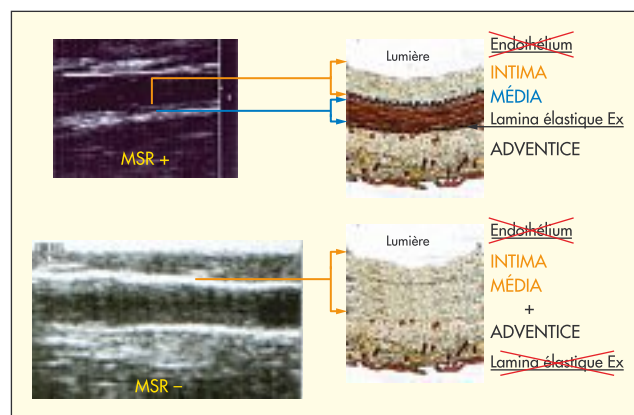 Lumière
Endothélium
INTIMA
MÉDIA
Lamina élastique Ex
ADVENTICE
MSR +
Lumière
Endothélium
INTIMA
MÉDIA
+
ADVENTICE
Lamina élastique Ex
MSR –